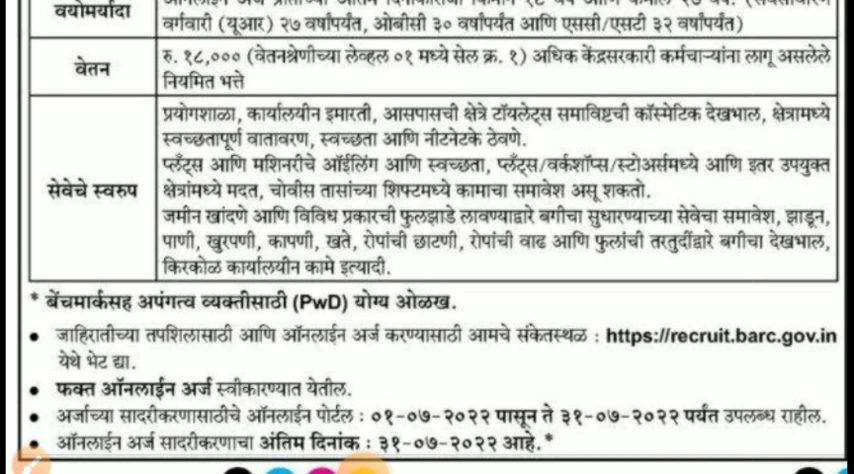 वयोमर्यादा
वर्गवारी (यूआर) २७ वर्षांपर्यंत, ओबीसी ३० वर्षांपर्यंत आणि एससी/एसटी ३२ वर्षांपर्यंत)
वेतन
रु. १८,००० (वेतनश्रेणीच्या लेव्हल ०१ मध्ये सेल क्र. १) अधिक केंद्रसरकारी कर्मचाऱ्यांना लागू असलेले
नियमित भत्ते
सेवेचे स्वरुप
प्रयोगशाळा, कार्यालयीन इमारती, आसपासची क्षेत्रे टॉयलेट्स समाविष्टची कॉस्मेटिक देखभाल, क्षेत्रामध्ये
स्वच्छतापूर्ण वातावरण, स्वच्छता आणि नीटनेटके ठेवणे.
प्लँट्स आणि मशिनरीचे ऑईलिंग आणि स्वच्छता, प्लँट्स/वर्कशॉप्स/स्टोअर्समध्ये आणि इतर उपयुक्त
क्षेत्रांमध्ये मदत, चोवीस तासांच्या शिफ्टमध्ये कामाचा समावेश असू शकतो.
जमीन खांदणे आणि विविध प्रकारची फुलझाडे लावण्याद्वारे बगीचा सुधारण्याच्या सेवेचा समावेश, झाडून,
पाणी, खुरपणी, कापणी, खते, रोपांची छाटणी, रोपांची वाढ आणि फुलांची तरतुदींद्वारे बगीचा देखभाल,
किरकोळ कार्यालयीन कामे इत्यादी.
* बेंचमार्कसह अपंगत्व व्यक्तीसाठी (PwD) योग्य ओळख.
• जाहिरातीच्या तपशिलासाठी आणि ऑनलाईन अर्ज करण्यासाठी आमचे संकेतस्थळ : https://recruit.barc.gov.in
येथे भेट द्या.
• फक्त ऑनलाईन अर्ज स्वीकारण्यात येतील.
• अर्जाच्या सादरीकरणासाठीचे ऑनलाईन पोर्टल : ०१-०७-२०२२ पासून ते ३१-०७-२०२२ पर्यंत उपलब्ध राहील.
• ऑनलाईन अर्ज सादरीकरणाचा अंतिम दिनांक : ३१-०७-२०२२ आहे.*